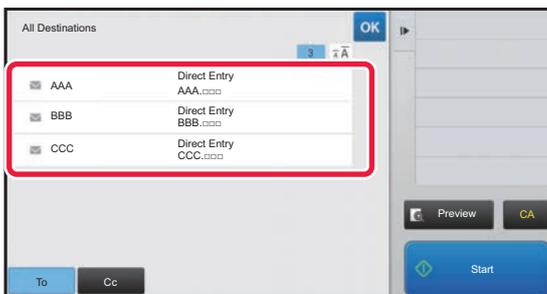 All Destinations
OK
3
AAA
Direct Entry
AAA.□□□
BBB
Direct Entry
BBB.□□□
CCC
Direct Entry
CCC.□□□
Preview
CA
To
Cc
Start